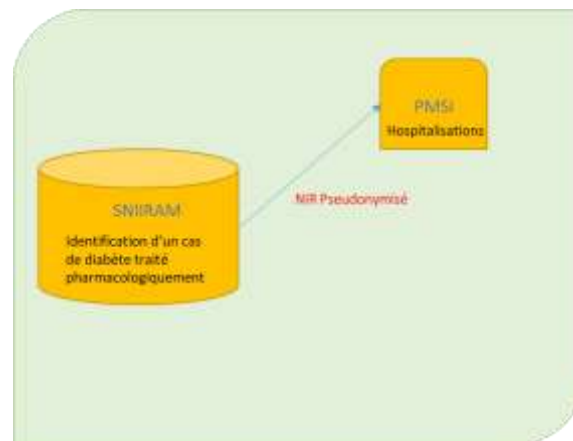 PMSI
Hospitalisations
NIR Pseudonymisé
SNIIRAM
Identification d'un cas
de diabète traité
pharmacologiquement